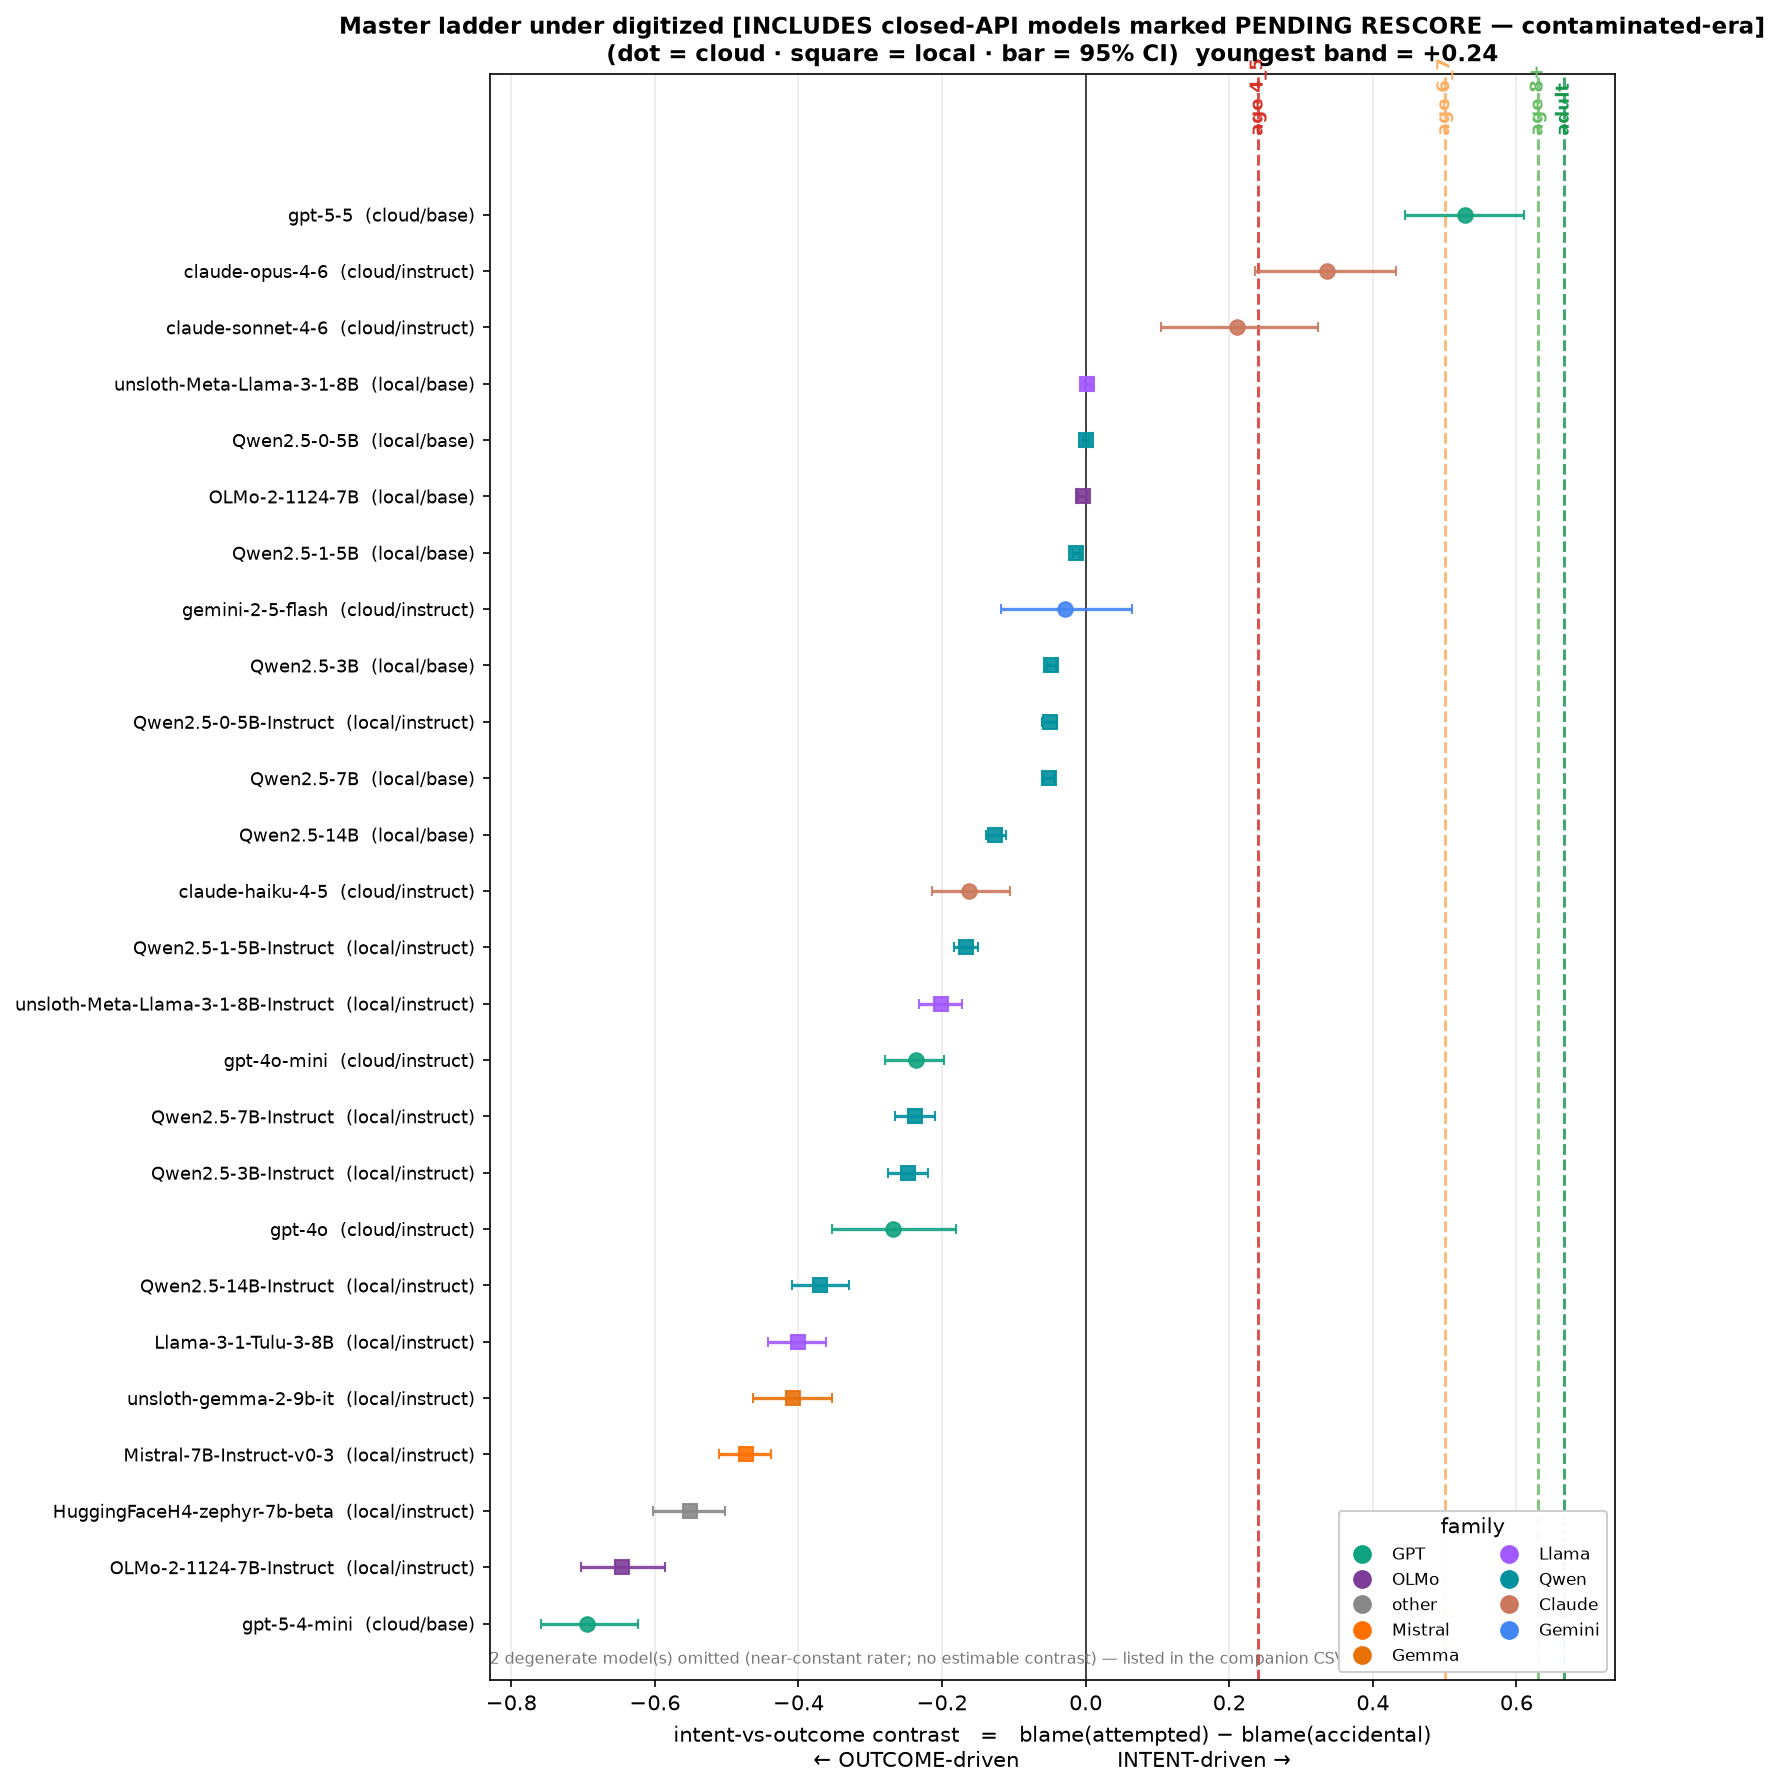 Master ladder under digitized [INCLUDES closed-API models marked PENDING RESCORE — contaminated-era]
(dot = cloud · square = local · bar = 95% CI)  youngest band = +0.24
age 4_5
age 6_7
age 8+
adult
gpt-5-5  (cloud/base)
claude-opus-4-6  (cloud/instruct)
claude-sonnet-4-6  (cloud/instruct)
unsloth-Meta-Llama-3-1-8B  (local/base)
Qwen2.5-0-5B  (local/base)
OLMo-2-1124-7B  (local/base)
Qwen2.5-1-5B  (local/base)
gemini-2-5-flash  (cloud/instruct)
Qwen2.5-3B  (local/base)
Qwen2.5-0-5B-Instruct  (local/instruct)
Qwen2.5-7B  (local/base)
Qwen2.5-14B  (local/base)
claude-haiku-4-5  (cloud/instruct)
Qwen2.5-1-5B-Instruct  (local/instruct)
unsloth-Meta-Llama-3-1-8B-Instruct  (local/instruct)
gpt-4o-mini  (cloud/instruct)
Qwen2.5-7B-Instruct  (local/instruct)
Qwen2.5-3B-Instruct  (local/instruct)
gpt-4o  (cloud/instruct)
Qwen2.5-14B-Instruct  (local/instruct)
Llama-3-1-Tulu-3-8B  (local/instruct)
unsloth-gemma-2-9b-it  (local/instruct)
Mistral-7B-Instruct-v0-3  (local/instruct)
HuggingFaceH4-zephyr-7b-beta  (local/instruct)
OLMo-2-1124-7B-Instruct  (local/instruct)
gpt-5-4-mini  (cloud/base)
family
GPT
OLMo
other
Mistral
Gemma
Llama
Qwen
Claude
Gemini
2 degenerate model(s) omitted (near-constant rater; no estimable contrast) — listed in the companion CSV
−0.8 −0.6 −0.4 −0.2 0.0 0.2 0.4 0.6
intent-vs-outcome contrast  =  blame(attempted) − blame(accidental)
← OUTCOME-driven INTENT-driven →